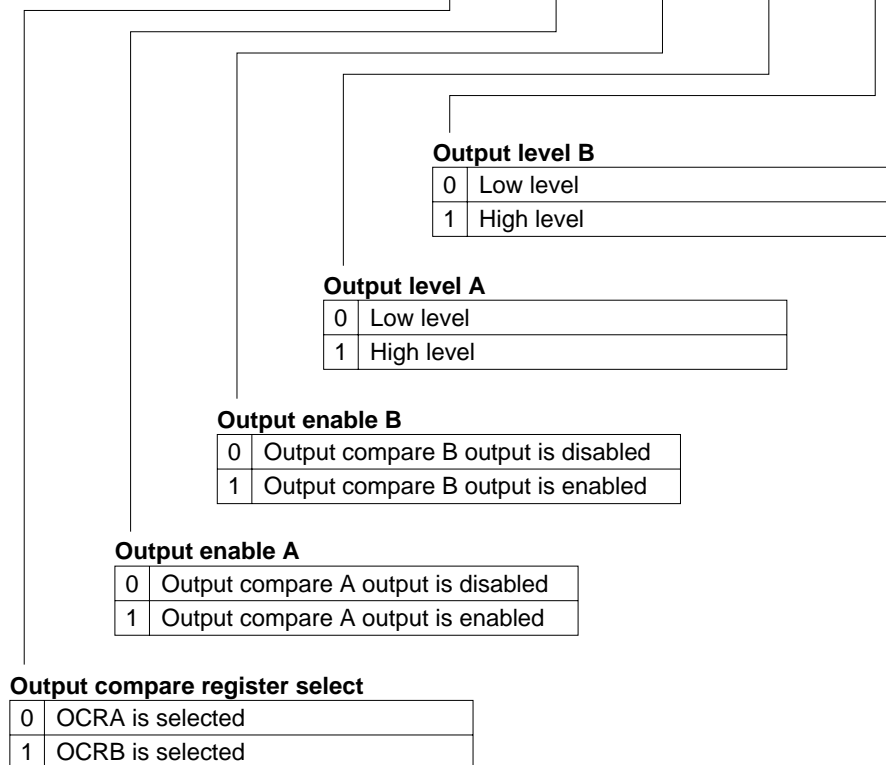 Output level B
0 Low level
1 High level
Output level A
0 Low level
1 High level
Output enable B
0 Output compare B output is disabled
1 Output compare B output is enabled
Output enable A
0 Output compare A output is disabled
1 Output compare A output is enabled
Output compare register select
0 OCRA is selected
1 OCRB is selected